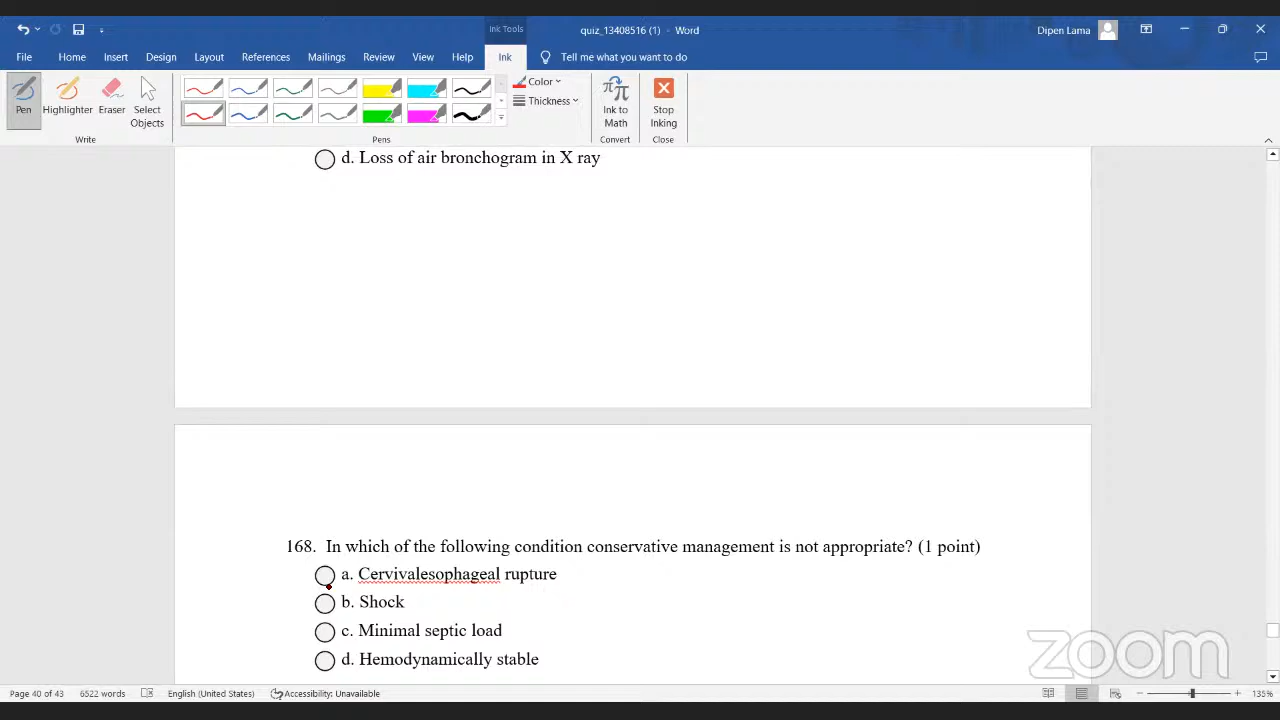 Ink Tools
quiz_13408516 (1) - Word
Dipen Lama
File Home Insert Design Layout References Mailings Review View Help Ink Tell me what you want to do
Pen Highlighter Eraser Select Objects
Color
Thickness
Ink to Math
Stop Inking
Write Pens Convert Close
d. Loss of air bronchogram in X ray
168. In which of the following condition conservative management is not appropriate? (1 point)
a. Cervivalesophageal rupture
b. Shock
c. Minimal septic load
d. Hemodynamically stable
zoom
Page 40 of 43 6522 words English (United States) Accessibility: Unavailable 135%